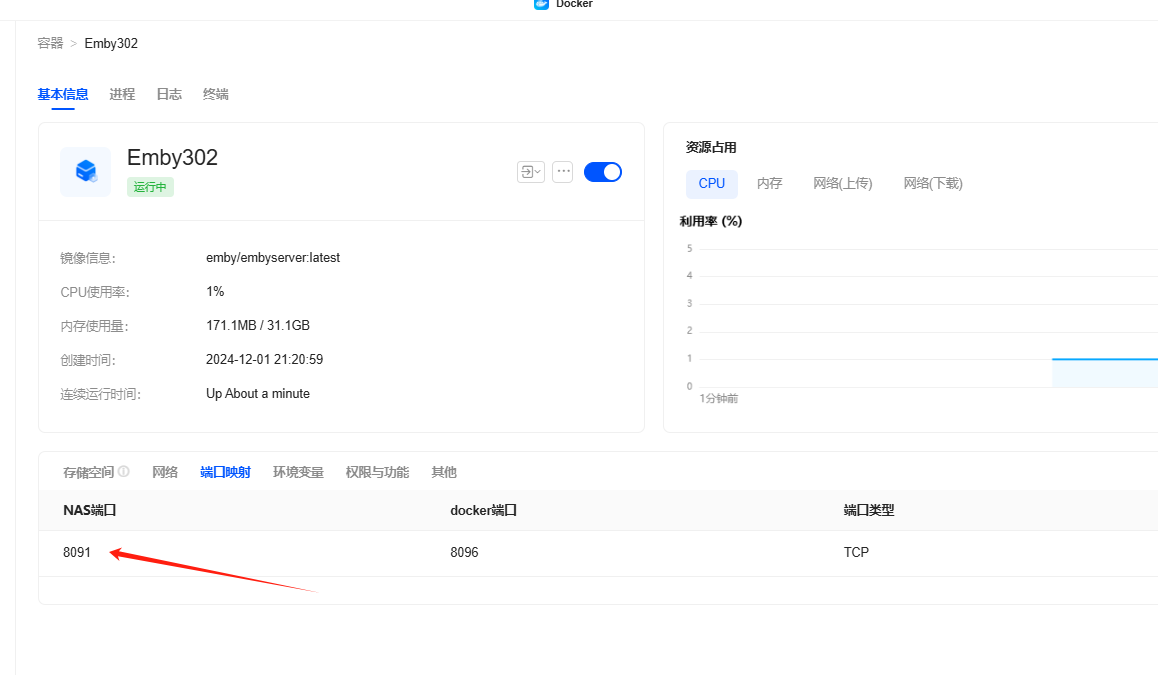 Docker
容器 > Emby302
基本信息 进程 日志 终端
Emby302
运行中
镜像信息: emby/embyserver:latest
CPU使用率: 1%
内存使用量: 171.1MB / 31.1GB
创建时间: 2024-12-01 21:20:59
连续运行时间: Up About a minute
资源占用
CPU 内存 网络(上传) 网络(下载)
利用率 (%)
5
4
3
2
1
0
1分钟前
存储空间 网络 端口映射 环境变量 权限与功能 其他
NAS端口 docker端口 端口类型
8091 8096 TCP